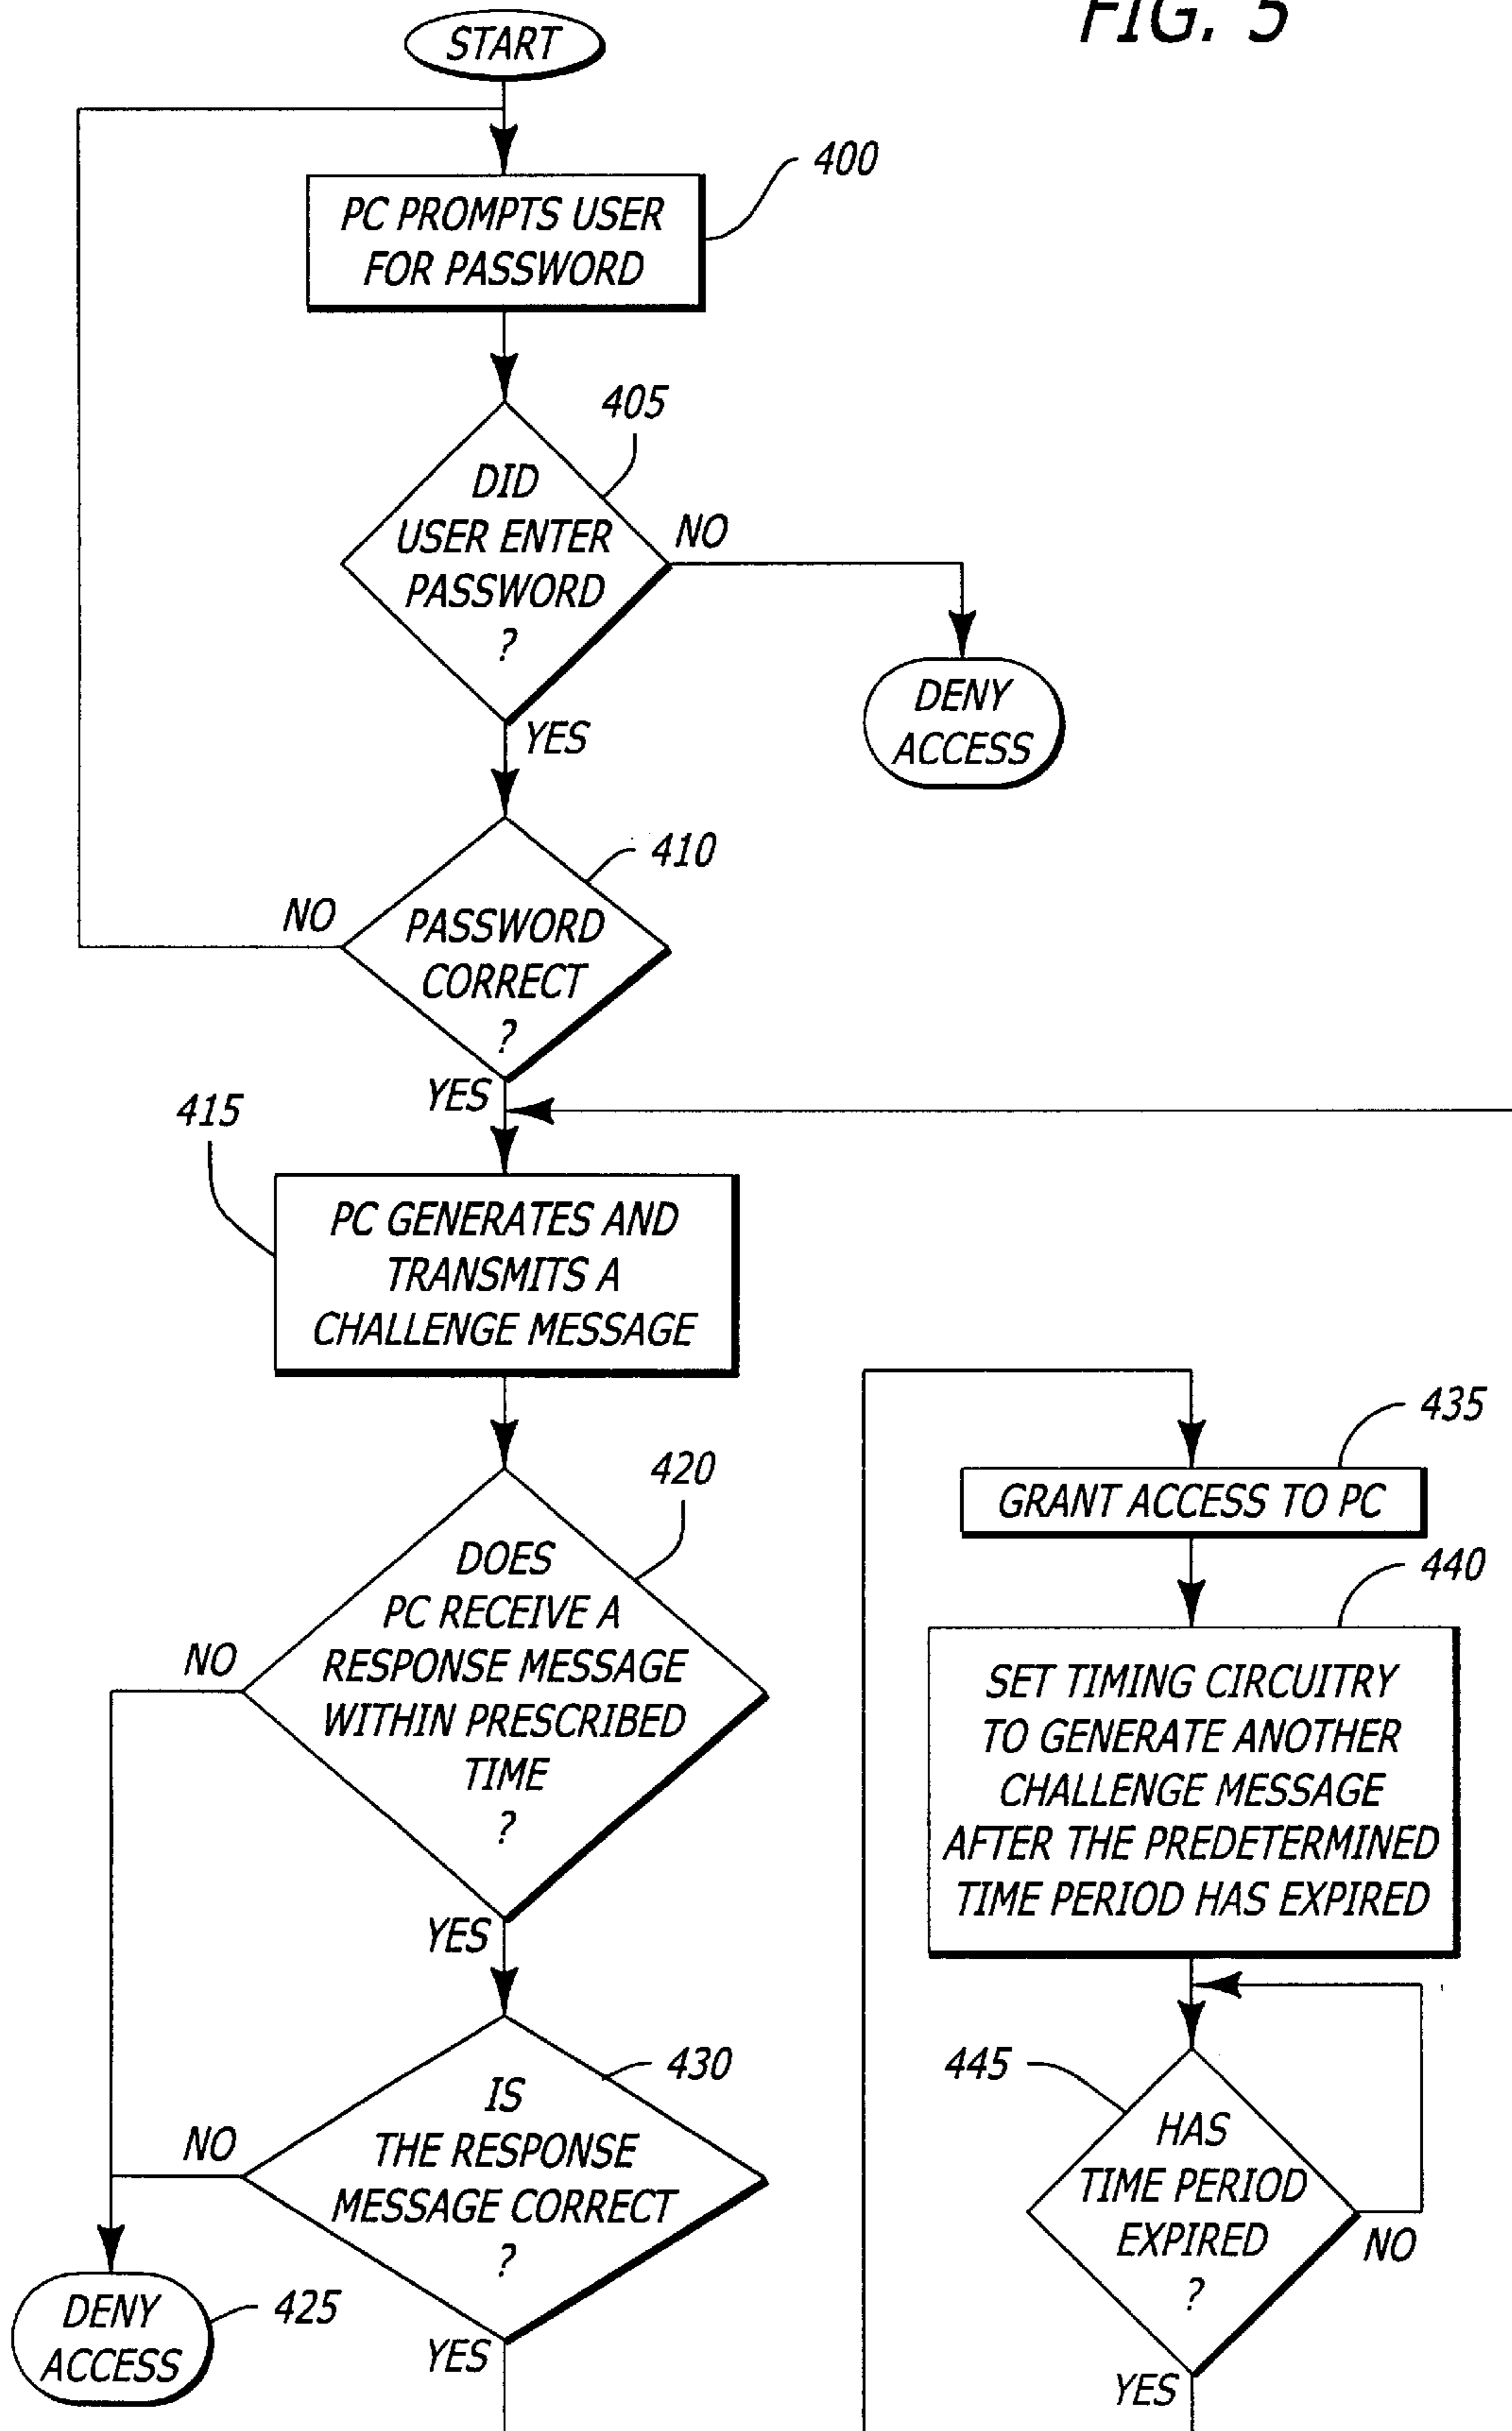 FIG. 5
START
400
PC PROMPTS USER
FOR PASSWORD
405
DID
USER ENTER
PASSWORD
?
NO
YES
DENY
ACCESS
410
NO
PASSWORD
CORRECT
?
YES
415
PC GENERATES AND
TRANSMITS A
CHALLENGE MESSAGE
420
DOES
PC RECEIVE A
RESPONSE MESSAGE
WITHIN PRESCRIBED
TIME
?
NO
YES
430
IS
THE RESPONSE
MESSAGE CORRECT
?
NO
YES
DENY
ACCESS
425
435
GRANT ACCESS TO PC
440
SET TIMING CIRCUITRY
TO GENERATE ANOTHER
CHALLENGE MESSAGE
AFTER THE PREDETERMINED
TIME PERIOD HAS EXPIRED
445
HAS
TIME PERIOD
EXPIRED
?
NO
YES